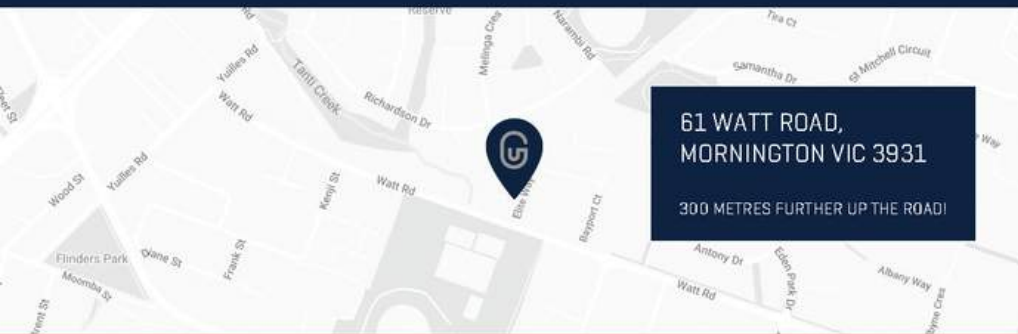 Reserve
Tira Ct
Melinga Cres
Narambi Rd
St Mitchell Circuit
Yuilles Rd
Samantha Dr
Tanti Creek
Watt Rd
Richardson Dr
61 WATT ROAD,
MORNINGTON VIC 3931
300 METRES FURTHER UP THE ROAD!
Way
Yuilles Rd
Wood St
Kenji St
Watt Rd
Elite Way
Bayport Ct
Flinders Park
Diane St
Frank St
Antony Dr
Eden Park Dr
Albany Way
Moomba St
Watt Rd